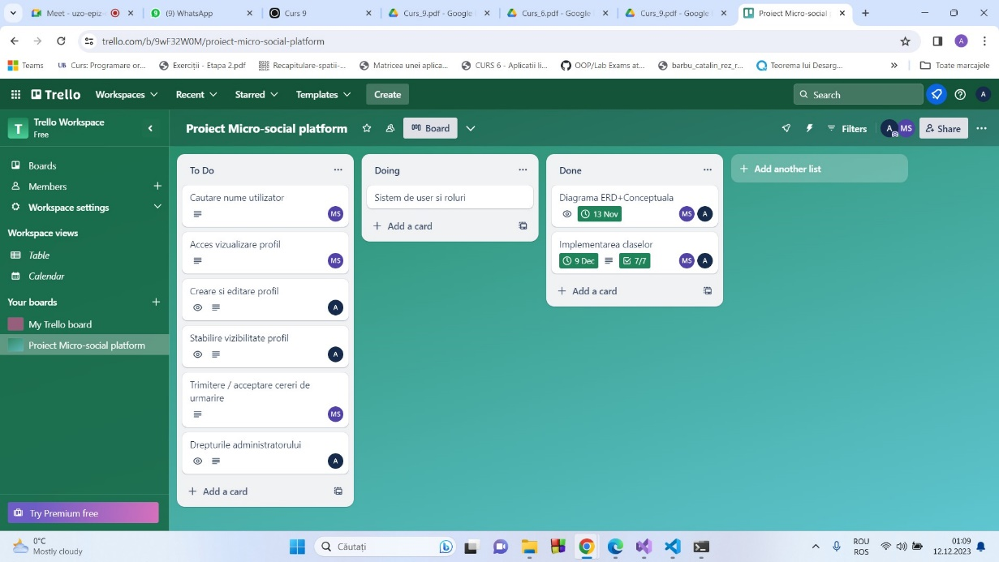 Meet - uzo-epiz-
(9) WhatsApp
Curs 9
Curs_9.pdf - Google
Curs_6.pdf - Google
Curs_9.pdf - Google
Proiect Micro-social
trello.com/b/9wF32W0M/proiect-micro-social-platform
Teams
UB Curs: Programare or...
Exerciții - Etapa 2.pdf
Recapitulare-spatii-...
Matricea unei aplica...
CURS 6 - Aplicatii li...
OOP/Lab Exams at...
barbu_catalin_rez_r...
Teorema lui Desarg...
Toate marcajele
A
Trello
Workspaces
Recent
Starred
Templates
Create
Search
A
T
Trello Workspace
Free
Proiect Micro-social platform
Board
Filters
A MS
Share
Boards
Members
Workspace settings
Workspace views
Table
Calendar
Your boards
My Trello board
Proiect Micro-social platform
Try Premium free
To Do
Cautare nume utilizator
MS
Acces vizualizare profil
MS
Creare si editare profil
A
Stabilire vizibilitate profil
A
Trimitere / acceptare cereri de
urmarire
MS
Drepturile administratorului
A
Add a card
Doing
Sistem de user si roluri
Add a card
Done
Diagrama ERD+Conceptuala
13 Nov
MS A
Implementarea claselor
9 Dec 7/7
MS A
Add a card
Add another list
0°C
Mostly cloudy
Căutați
ROU
ROS
01:09
12.12.2023